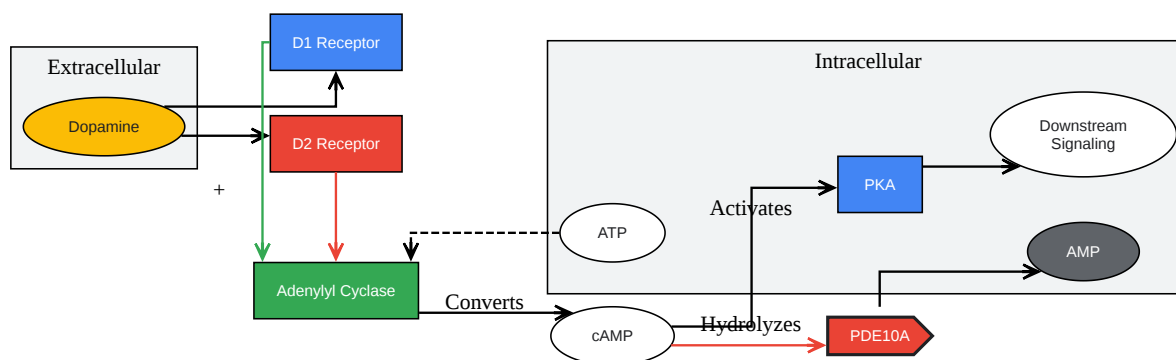 D1 Receptor
Extracellular
Intracellular
Dopamine
Downstream
Signaling
D2 Receptor
+
PKA
Activates
ATP
AMP
Adenylyl Cyclase
Converts
Hydrolyzes
cAMP
PDE10A